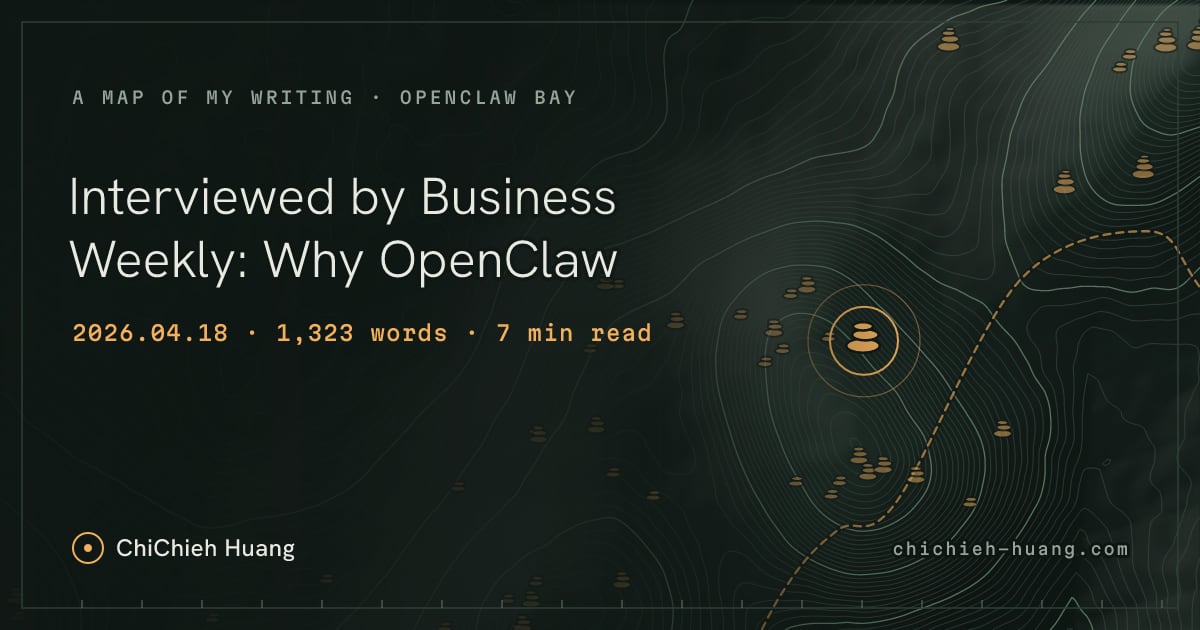 A MAP OF MY WRITING · OPENCLAW BAY
Interviewed by Business
Weekly: Why OpenClaw
2026.04.18 · 1,323 words · 7 min read
ChiChieh Huang
chichieh-huang.com